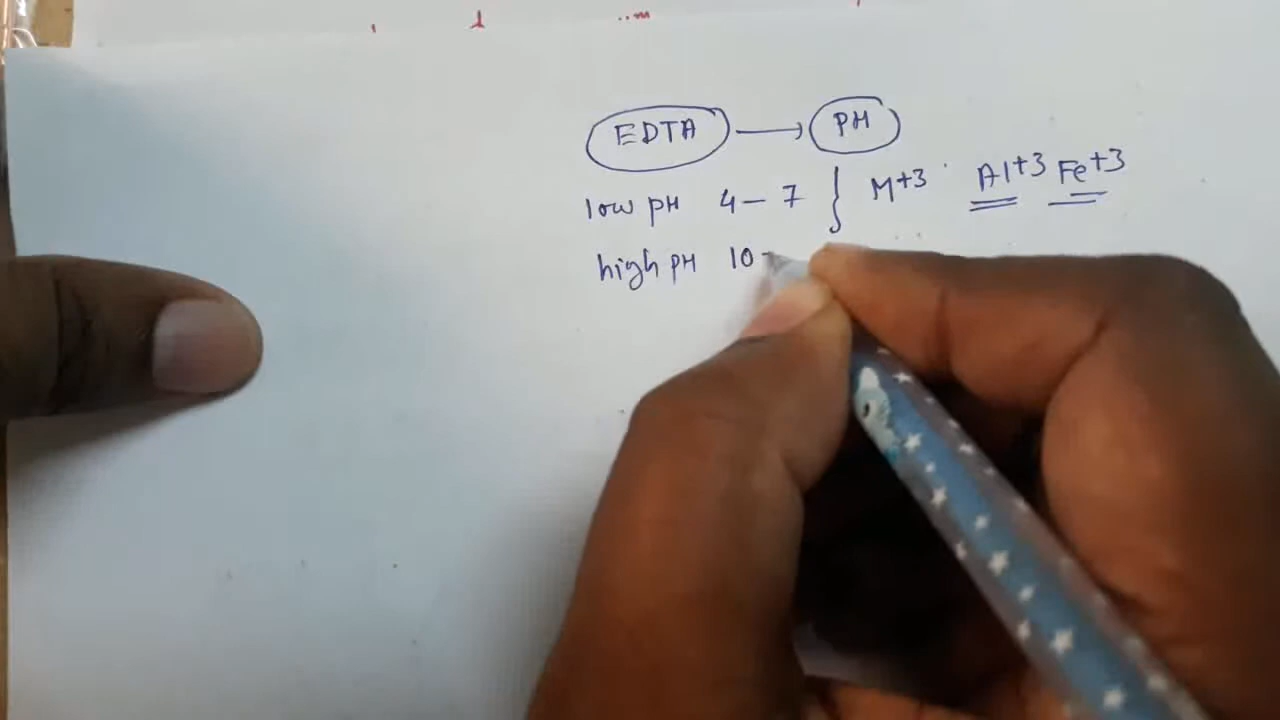 EDTA → PH
low pH 4 – 7 } M+3 Al+3 Fe+3
high pH 10 -